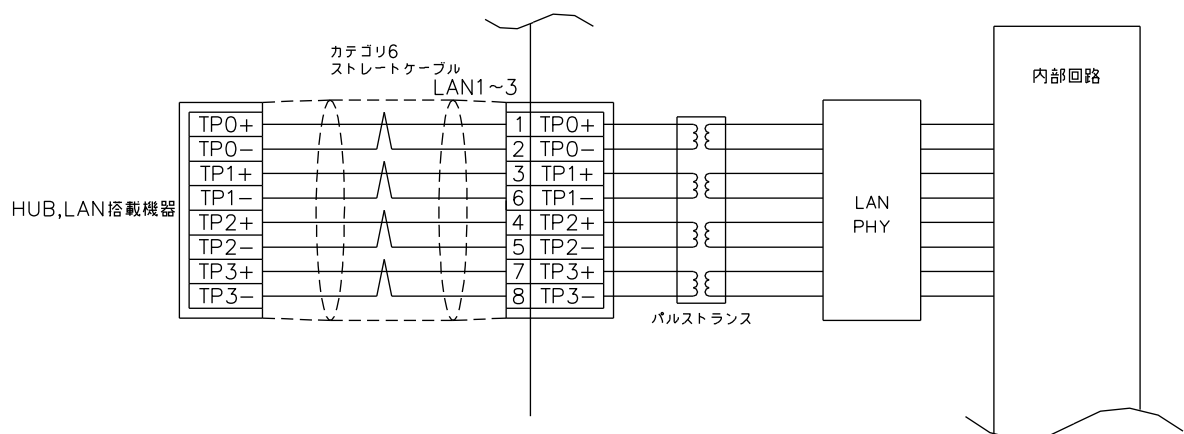 カテゴリ6
ストレートケーブル
LAN1～3
内部回路
TP0+ 1 TP0+
TP0- 2 TP0-
TP1+ 3 TP1+
TP1- 6 TP1-
HUB,LAN搭載機器
TP2+ 4 TP2+
TP2- 5 TP2-
TP3+ 7 TP3+
TP3- 8 TP3-
LAN
PHY
パルストランス